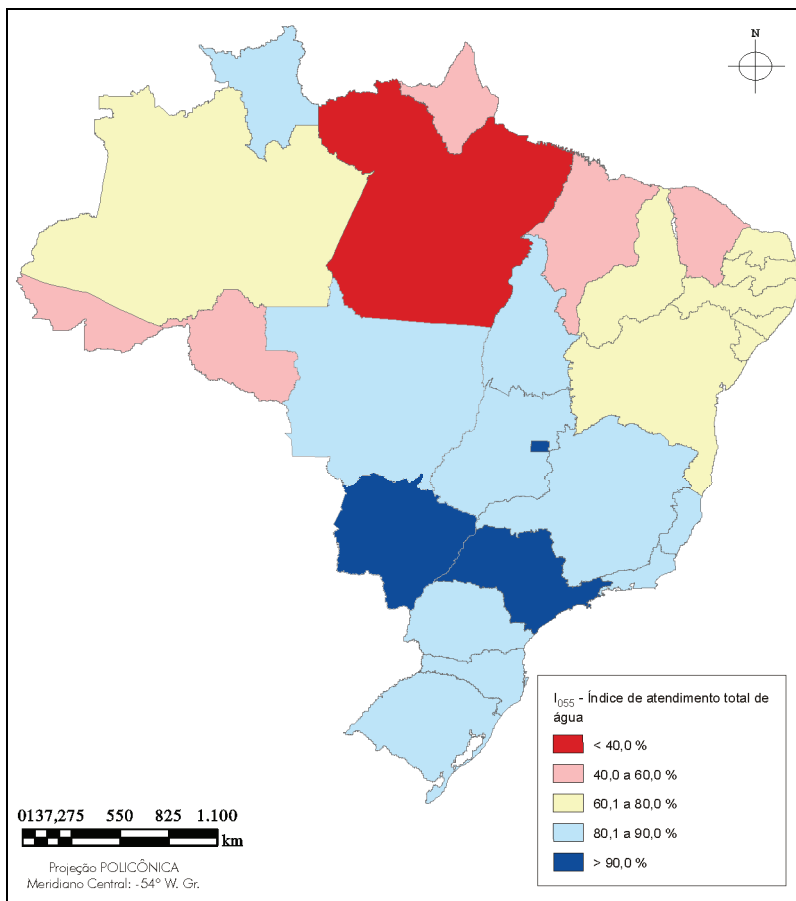 N
I055 - Índice de atendimento total de
água
< 40,0 %
40,0 a 60,0 %
60,1 a 80,0 %
80,1 a 90,0 %
> 90,0 %
0137,275 550 825 1.100
km
Projeção POLICÔNICA
Meridiano Central: -54° W. Gr.